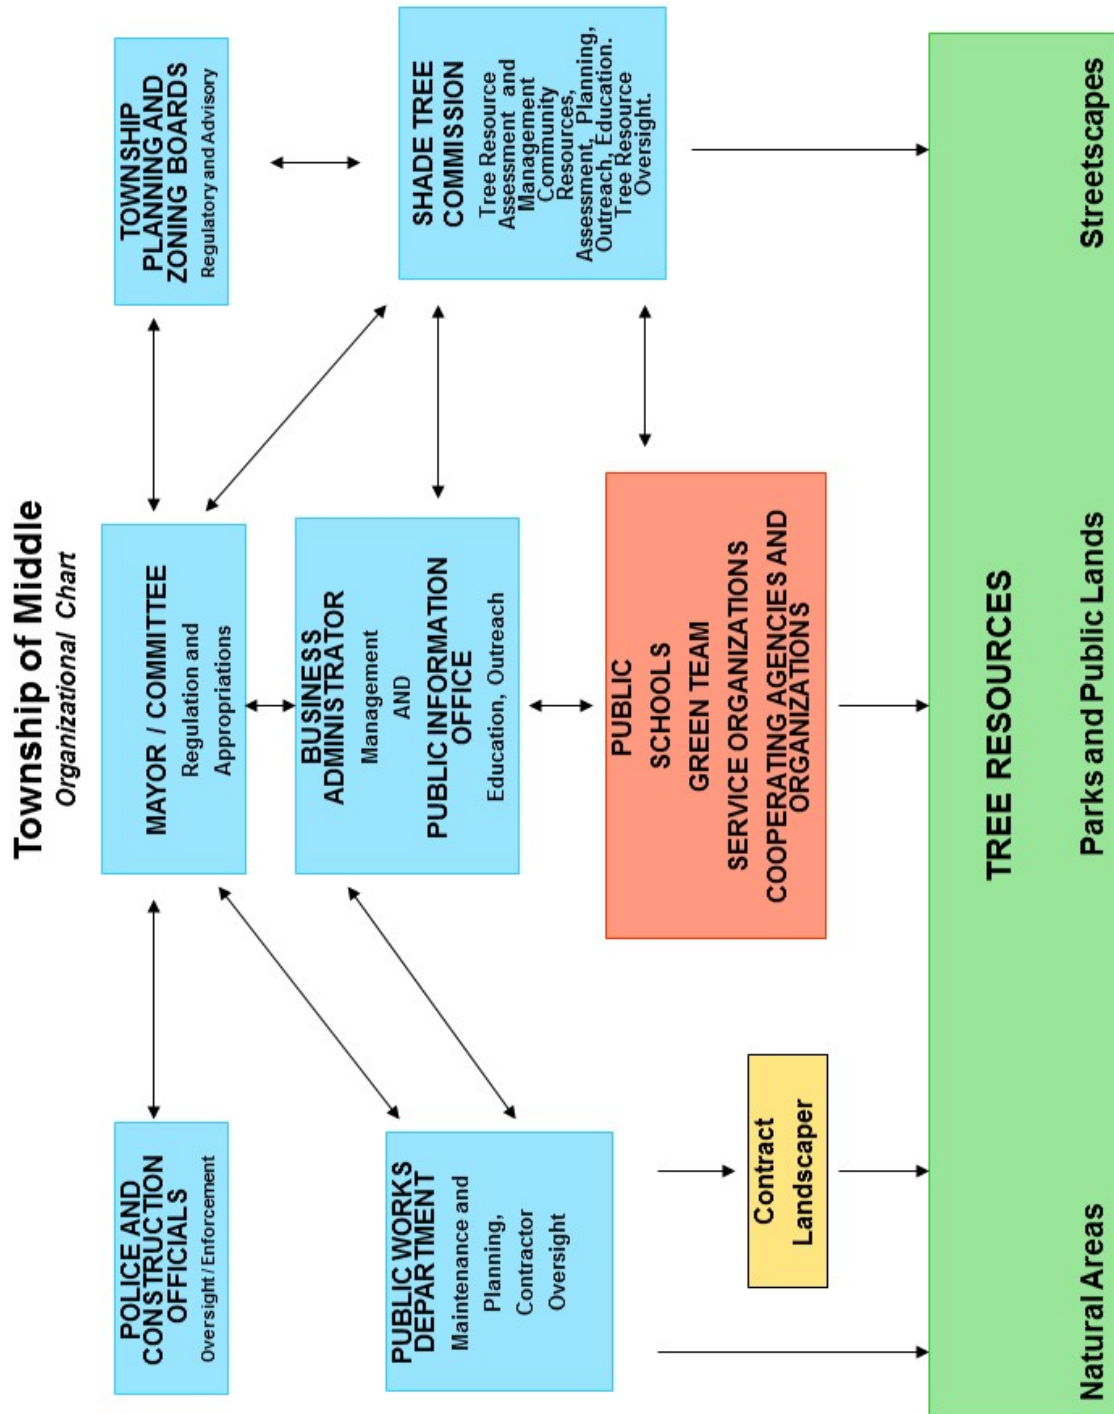 Township of Middle
Organizational Chart
POLICE AND
CONSTRUCTION
OFFICIALS
Oversight / Enforcement
MAYOR / COMMITTEE
Regulation and
Appropriations
TOWNSHIP
PLANNING AND
ZONING BOARDS
Regulatory and Advisory
PUBLIC WORKS
DEPARTMENT
Maintenance and
Planning,
Contractor
Oversight
BUSINESS
ADMINISTRATOR
Management
AND
PUBLIC INFORMATION
OFFICE
Education, Outreach
SHADE TREE
COMMISSION
Tree Resource
Assessment and
Management
Community
Resources,
Assessment, Planning,
Outreach, Education.
Tree Resource
Oversight.
Contract
Landscaper
PUBLIC
SCHOOLS
GREEN TEAM
SERVICE ORGANIZATIONS
COOPERATING AGENCIES AND
ORGANIZATIONS
TREE RESOURCES
Natural Areas
Parks and Public Lands
Streetscapes